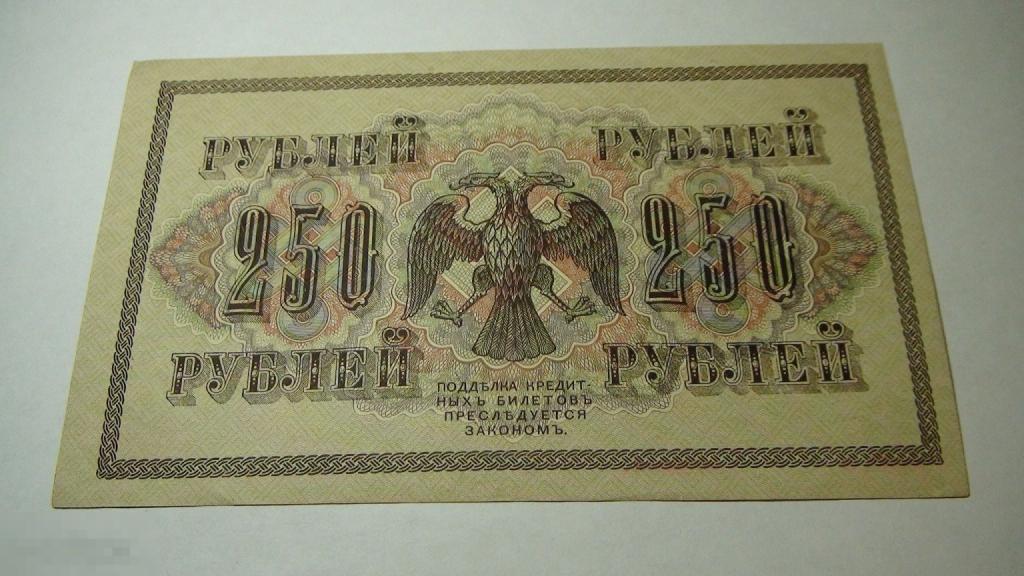 РУБЛЕЙ РУБЛЕЙ
250 250
РУБЛЕЙ РУБЛЕЙ
ПОДДѢЛКА КРЕДИТ-
НЫХЪ БИЛЕТОВЪ
ПРЕСЛѢДУЕТСЯ
ЗАКОНОМЪ.